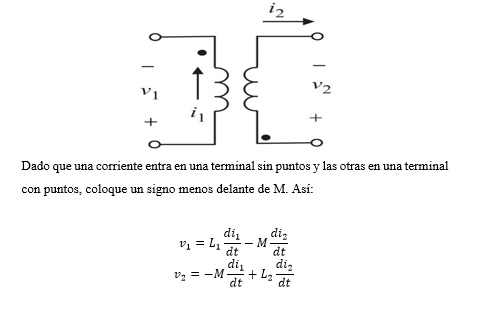 i₂
− −
v₁ i₁ v₂
+ +
Dado que una corriente entra en una terminal sin puntos y las otras en una terminal
con puntos, coloque un signo menos delante de M. Así:
v₁ = L₁ di₁/dt − M di₂/dt
v₂ = −M di₁/dt + L₂ di₂/dt